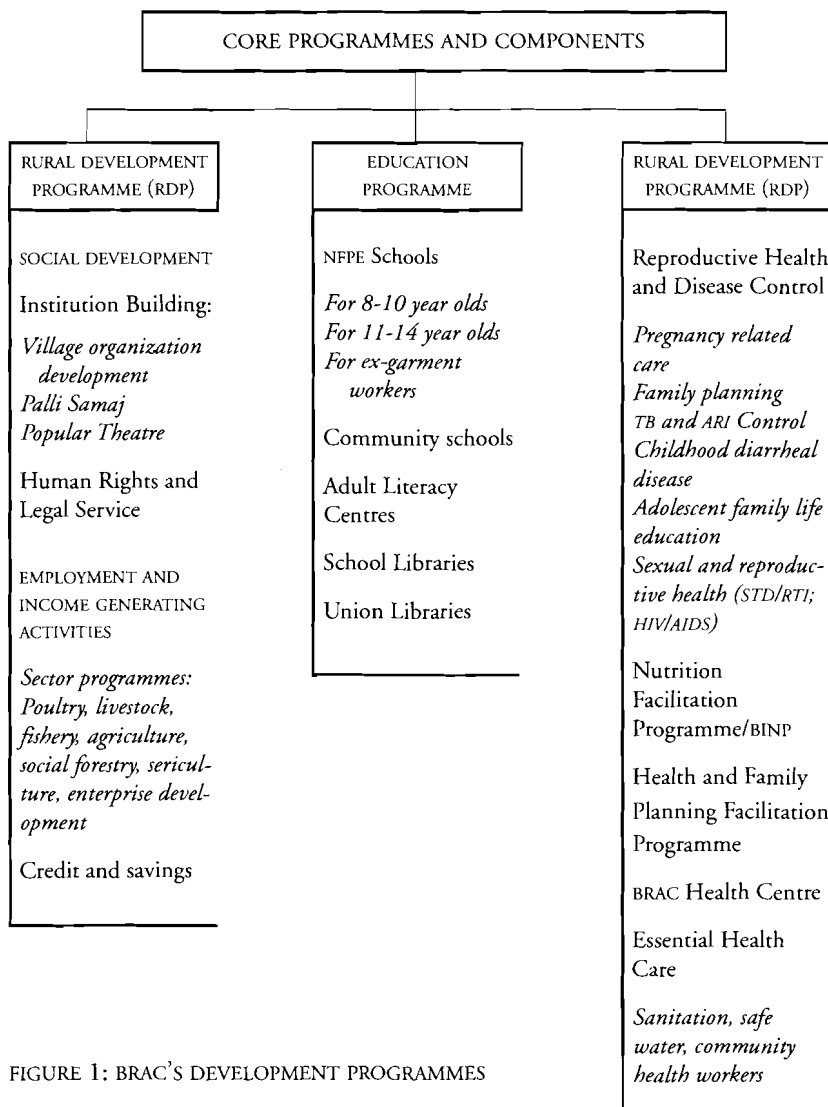 CORE PROGRAMMES AND COMPONENTS
RURAL DEVELOPMENT
PROGRAMME (RDP)
SOCIAL DEVELOPMENT
Institution Building:
Village organization
development
Palli Samaj
Popular Theatre
Human Rights and
Legal Service
EMPLOYMENT AND
INCOME GENERATING
ACTIVITIES
Sector programmes:
Poultry, livestock,
fishery, agriculture,
social forestry, sericul-
ture, enterprise devel-
opment
Credit and savings
EDUCATION
PROGRAMME
NFPE Schools
For 8-10 year olds
For 11-14 year olds
For ex-garment
workers
Community schools
Adult Literacy
Centres
School Libraries
Union Libraries
RURAL DEVELOPMENT
PROGRAMME (RDP)
Reproductive Health
and Disease Control
Pregnancy related
care
Family planning
TB and ARI Control
Childhood diarrheal
disease
Adolescent family life
education
Sexual and reproduc-
tive health (STD/RTI;
HIV/AIDS)
Nutrition
Facilitation
Programme/BINP
Health and Family
Planning Facilitation
Programme
BRAC Health Centre
Essential Health
Care
Sanitation, safe
water, community
health workers
FIGURE 1: BRAC'S DEVELOPMENT PROGRAMMES